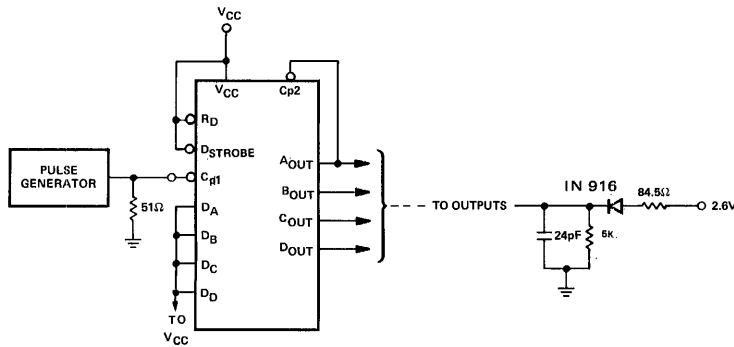 VCC
VCC
Cp2
RD
DSTROBE
PULSE
GENERATOR
Cp1
51Ω
DA
DB
DC
DD
TO
VCC
AOUT
BOUT
COUT
DOUT
TO OUTPUTS
IN 916
84.5Ω
2.6V
24pF
5K